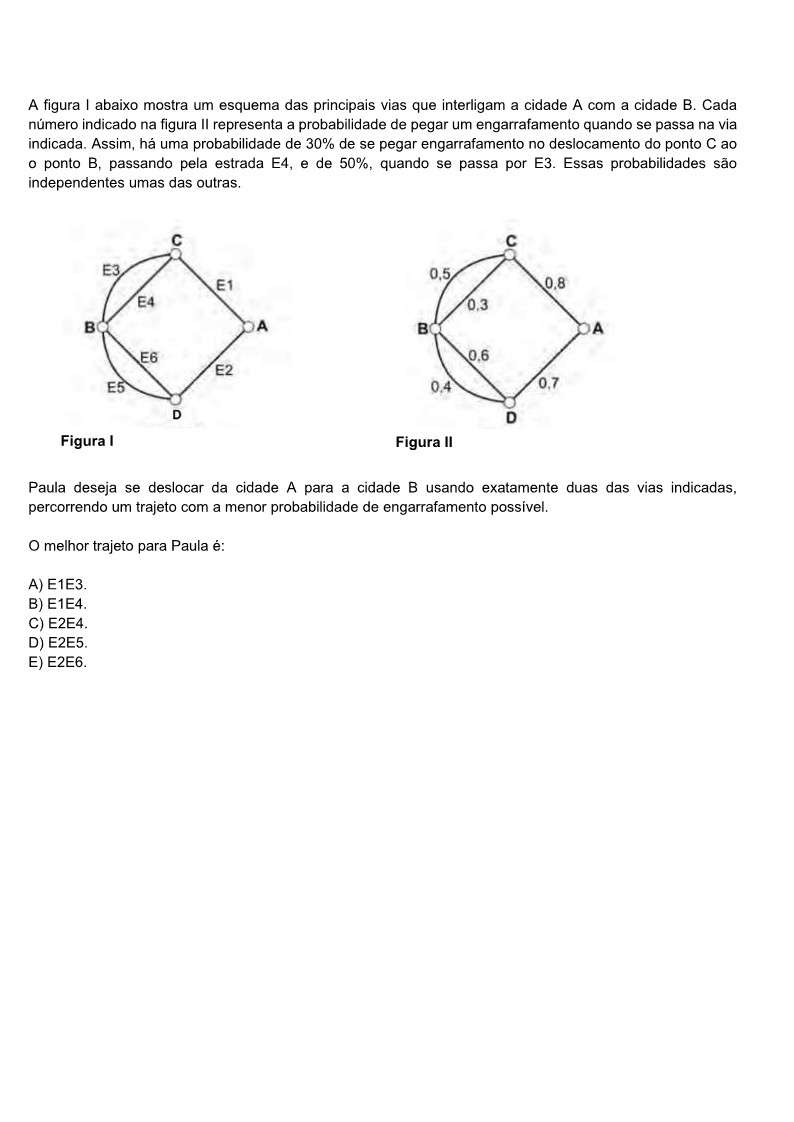 A figura I abaixo mostra um esquema das principais vias que interligam a cidade A com a cidade B. Cada
número indicado na figura II representa a probabilidade de pegar um engarrafamento quando se passa na via
indicada. Assim, há uma probabilidade de 30% de se pegar engarrafamento no deslocamento do ponto C ao
o ponto B, passando pela estrada E4, e de 50%, quando se passa por E3. Essas probabilidades são
independentes umas das outras.
C
E3
E1
E4
B
A
E6
E2
E5
D
Figura I
C
0,5
0,8
0,3
B
A
0,6
0,4
0,7
D
Figura II
Paula deseja se deslocar da cidade A para a cidade B usando exatamente duas das vias indicadas,
percorrendo um trajeto com a menor probabilidade de engarrafamento possível.
O melhor trajeto para Paula é:
A) E1E3.
B) E1E4.
C) E2E4.
D) E2E5.
E) E2E6.